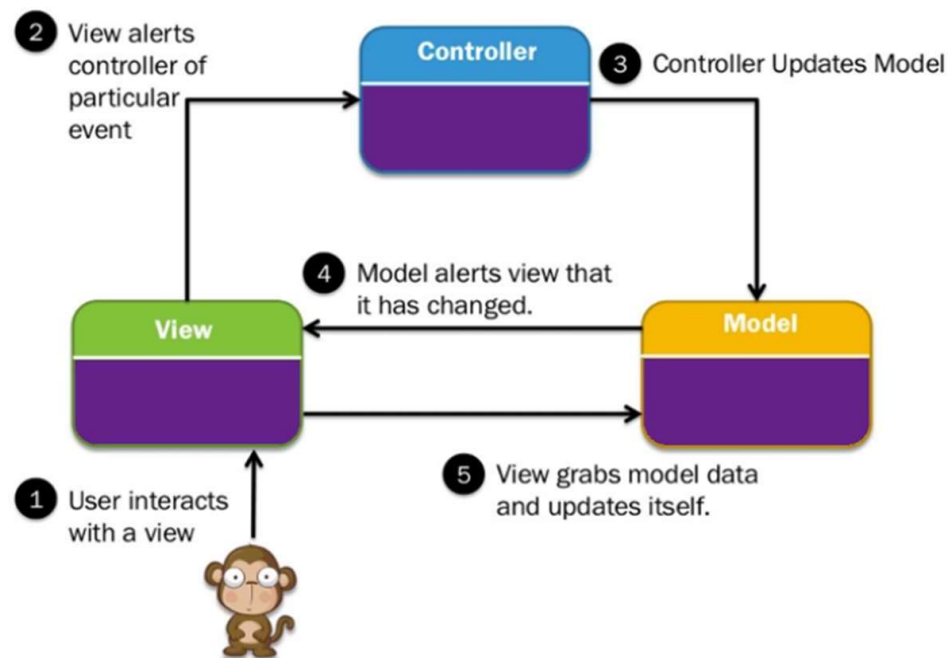 2 View alerts
controller of
particular
event
Controller
3 Controller Updates Model
4 Model alerts view that
it has changed.
View
Model
5 View grabs model data
and updates itself.
1 User interacts
with a view